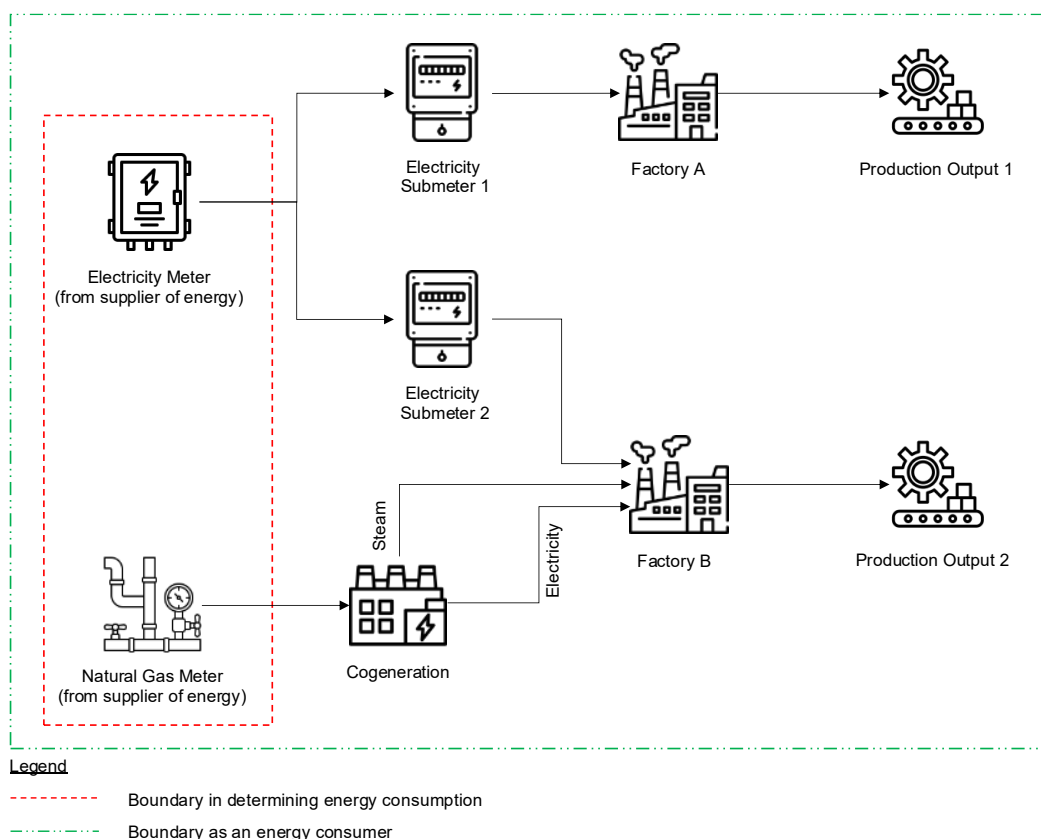 Electricity
Submeter 1
Factory A
Production Output 1
Electricity Meter
(from supplier of energy)
Electricity
Submeter 2
Steam
Electricity
Factory B
Production Output 2
Natural Gas Meter
(from supplier of energy)
Cogeneration
Legend
Boundary in determining energy consumption
Boundary as an energy consumer